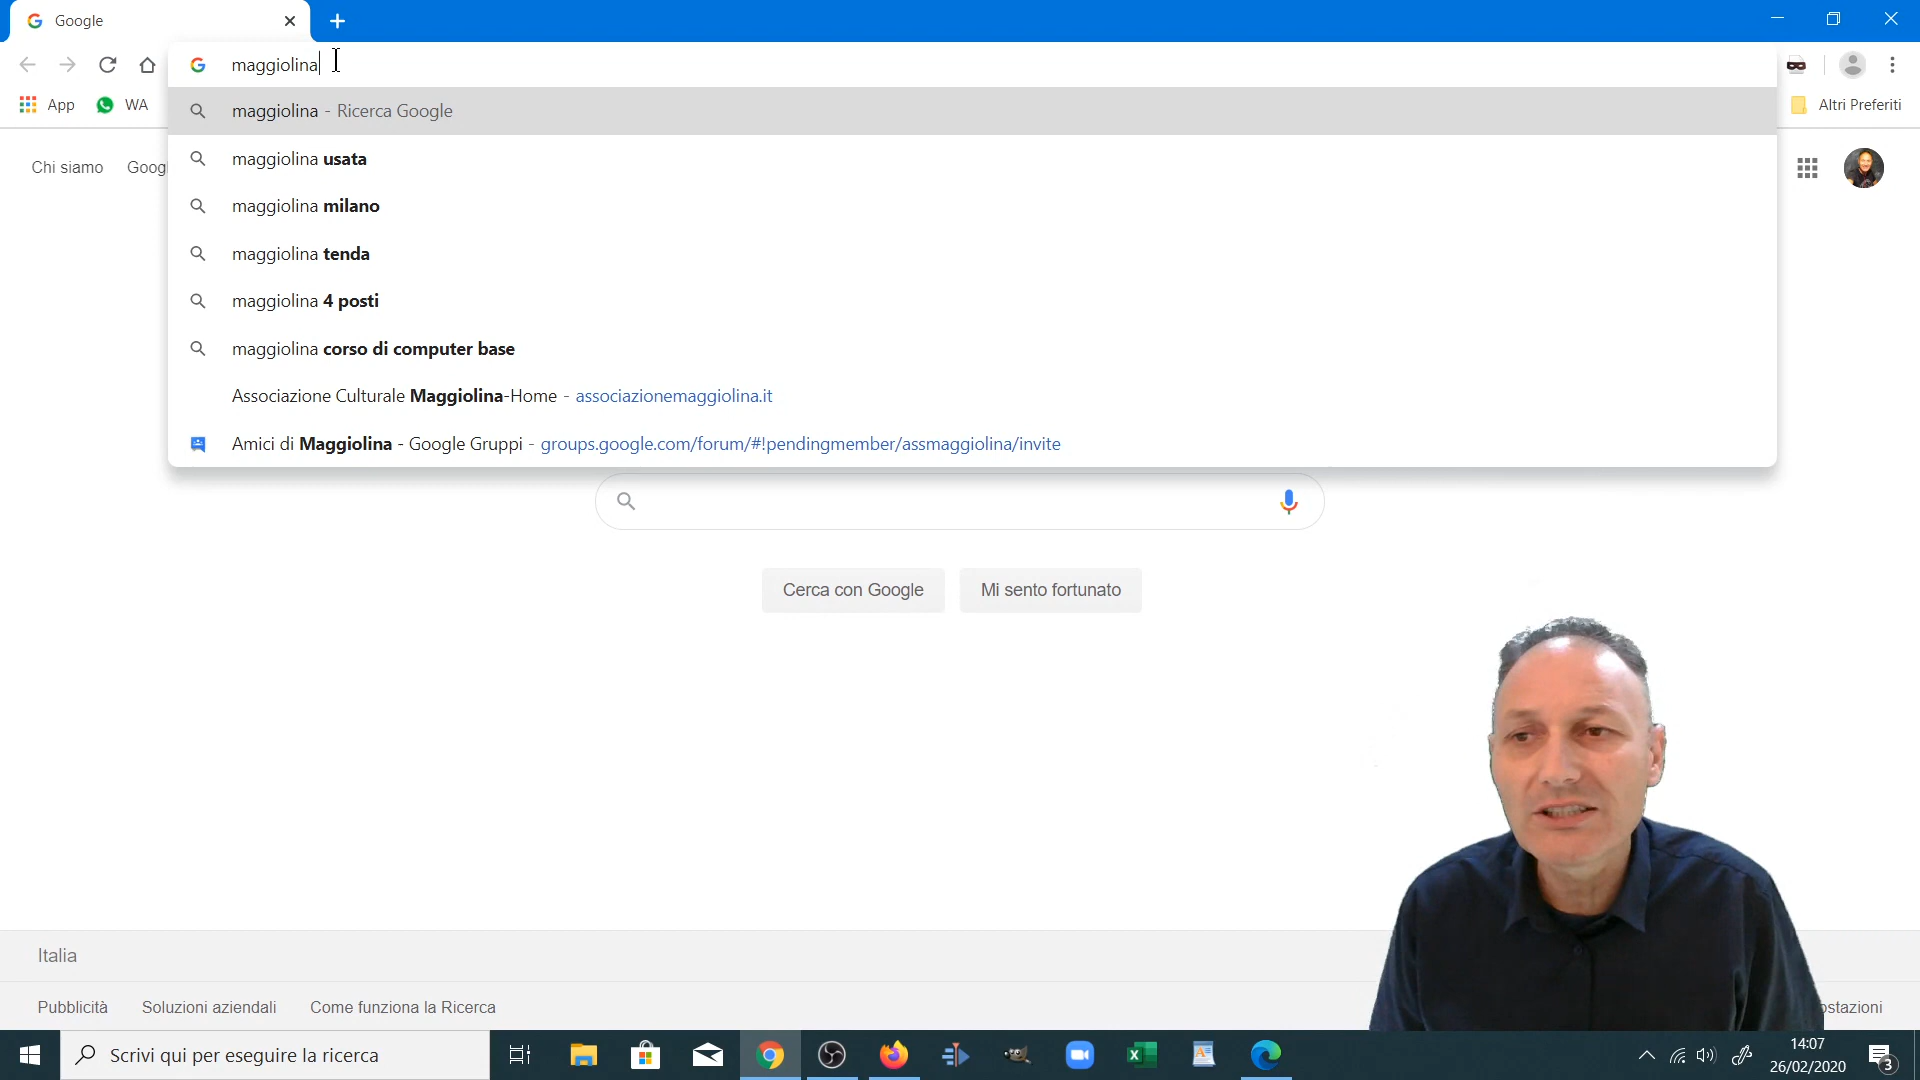 Google
maggiolina
App
WA
Altri Preferiti
maggiolina - Ricerca Google
maggiolina usata
maggiolina milano
maggiolina tenda
maggiolina 4 posti
maggiolina corso di computer base
Associazione Culturale Maggiolina-Home - associazionemaggiolina.it
Amici di Maggiolina - Google Gruppi - groups.google.com/forum/#!pendingmember/assmaggiolina/invite
Chi siamo
Cerca con Google
Mi sento fortunato
Italia
Pubblicità
Soluzioni aziendali
Come funziona la Ricerca
Scrivi qui per eseguire la ricerca
14:07
26/02/2020
3